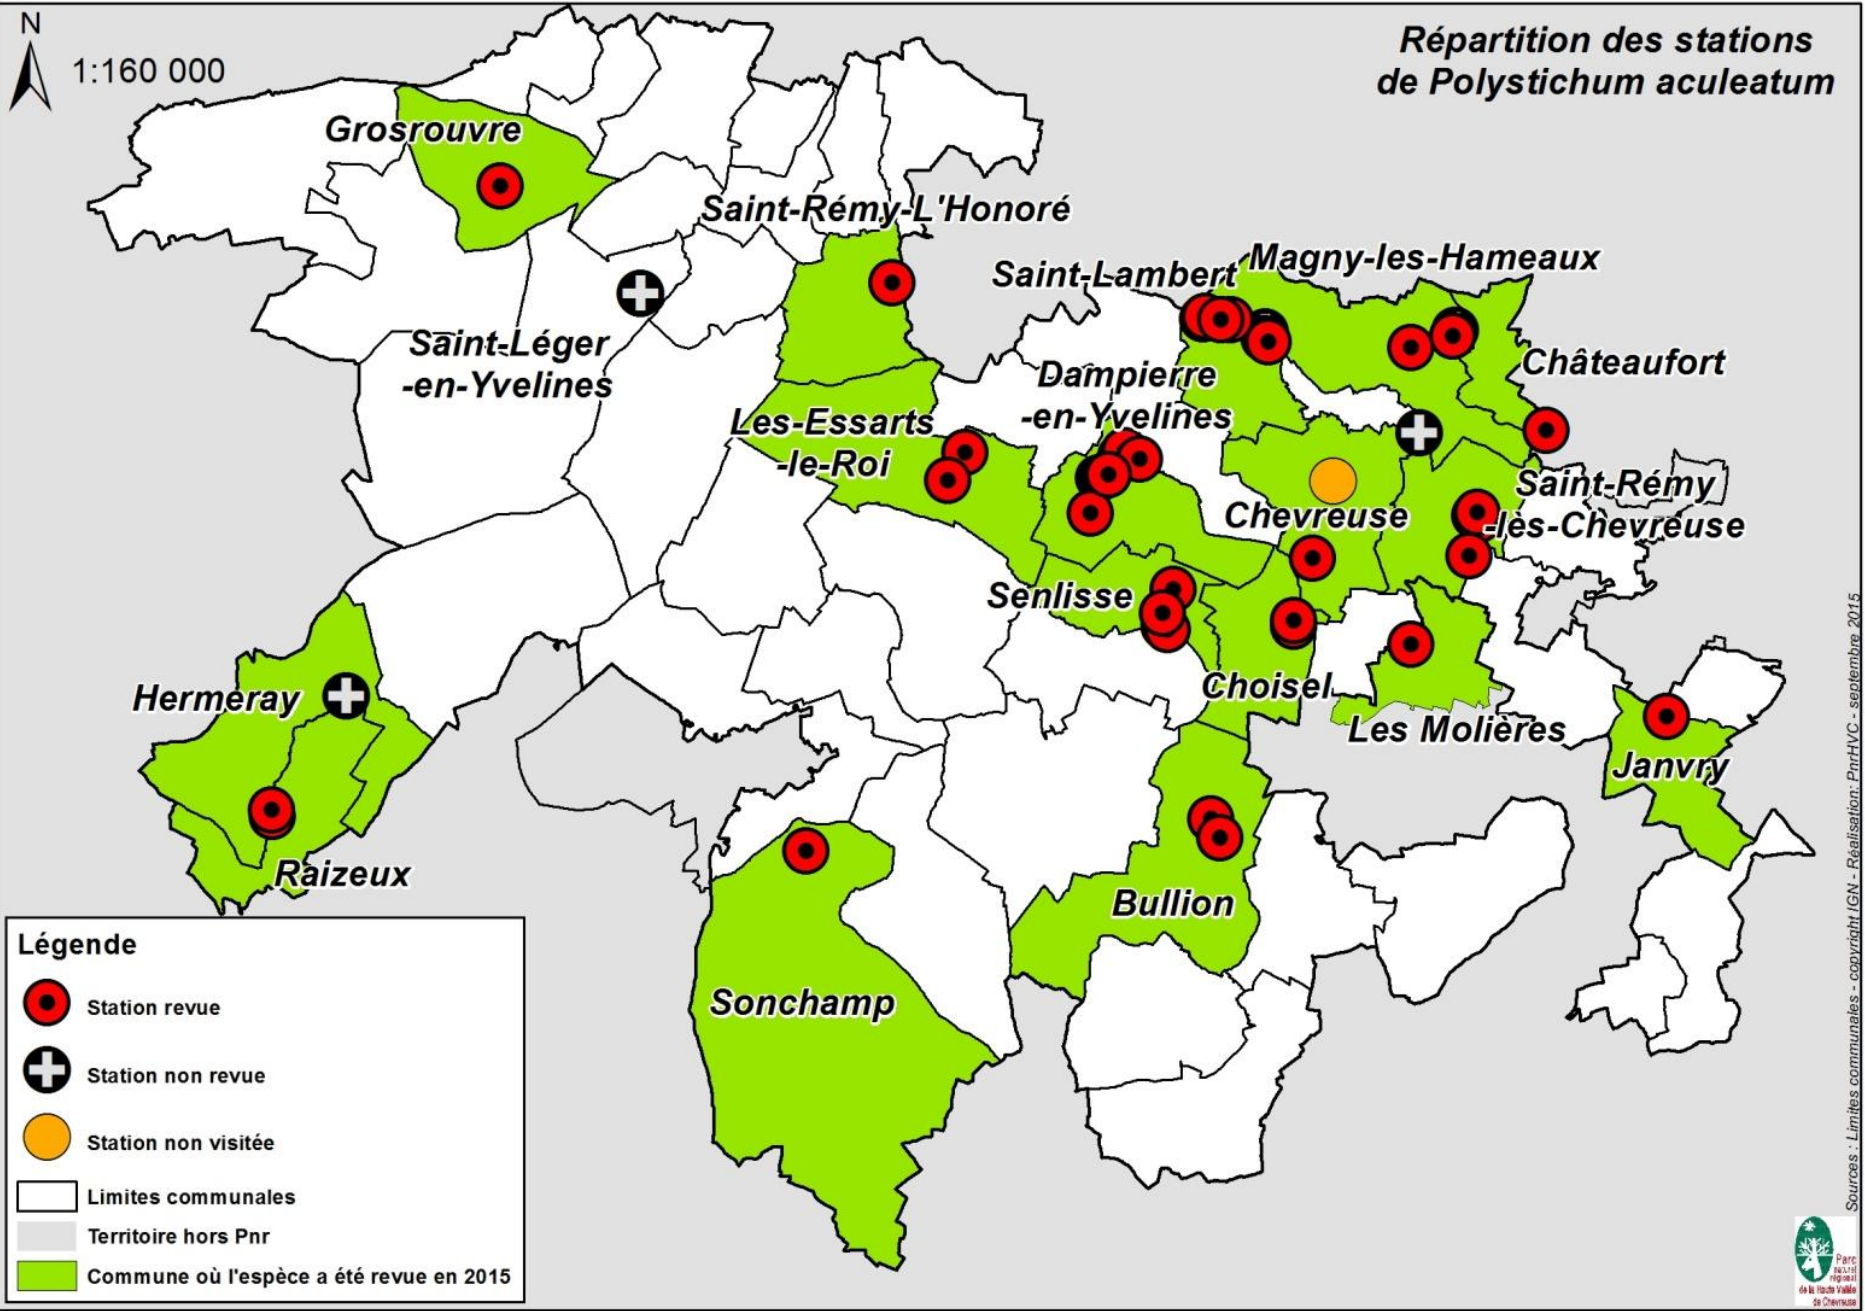 N
1:160 000
Répartition des stations
de Polystichum aculeatum
Grosrouvre
Saint-Rémy-L'Honoré
Magny-les-Hameaux
Saint-Lambert
Saint-Léger
-en-Yvelines
Châteaufort
Dampierre
-en-Yvelines
Les-Essarts
-le-Roi
Saint-Rémy
-lès-Chevreuse
Chevreuse
Senlisse
Choisel
Hermeray
Les Molières
Janvry
Raizeux
Bullion
Sonchamp
Légende
Station revue
Station non revue
Station non visitée
Limites communales
Territoire hors Pnr
Commune où l'espèce a été revue en 2015
Sources : Limites communales - copyright IGN - Réalisation: PnrHVC - septembre 2015
Parc
naturel
régional
de la Haute Vallée
de Chevreuse